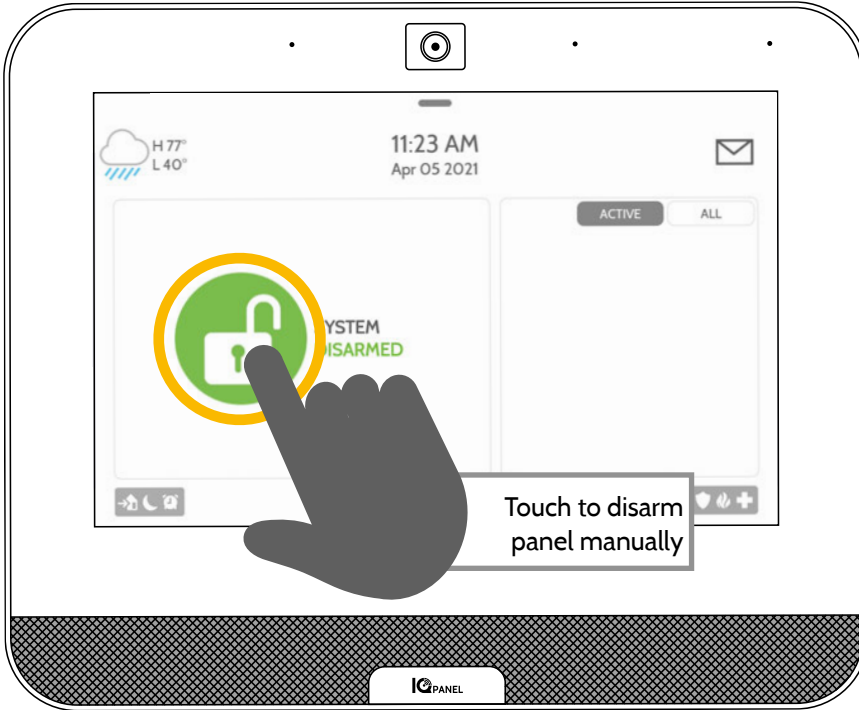 H 77°
L 40°
11:23 AM
Apr 05 2021
ACTIVE
ALL
YSTEM
ISARMED
Touch to disarm
panel manually
IQ PANEL